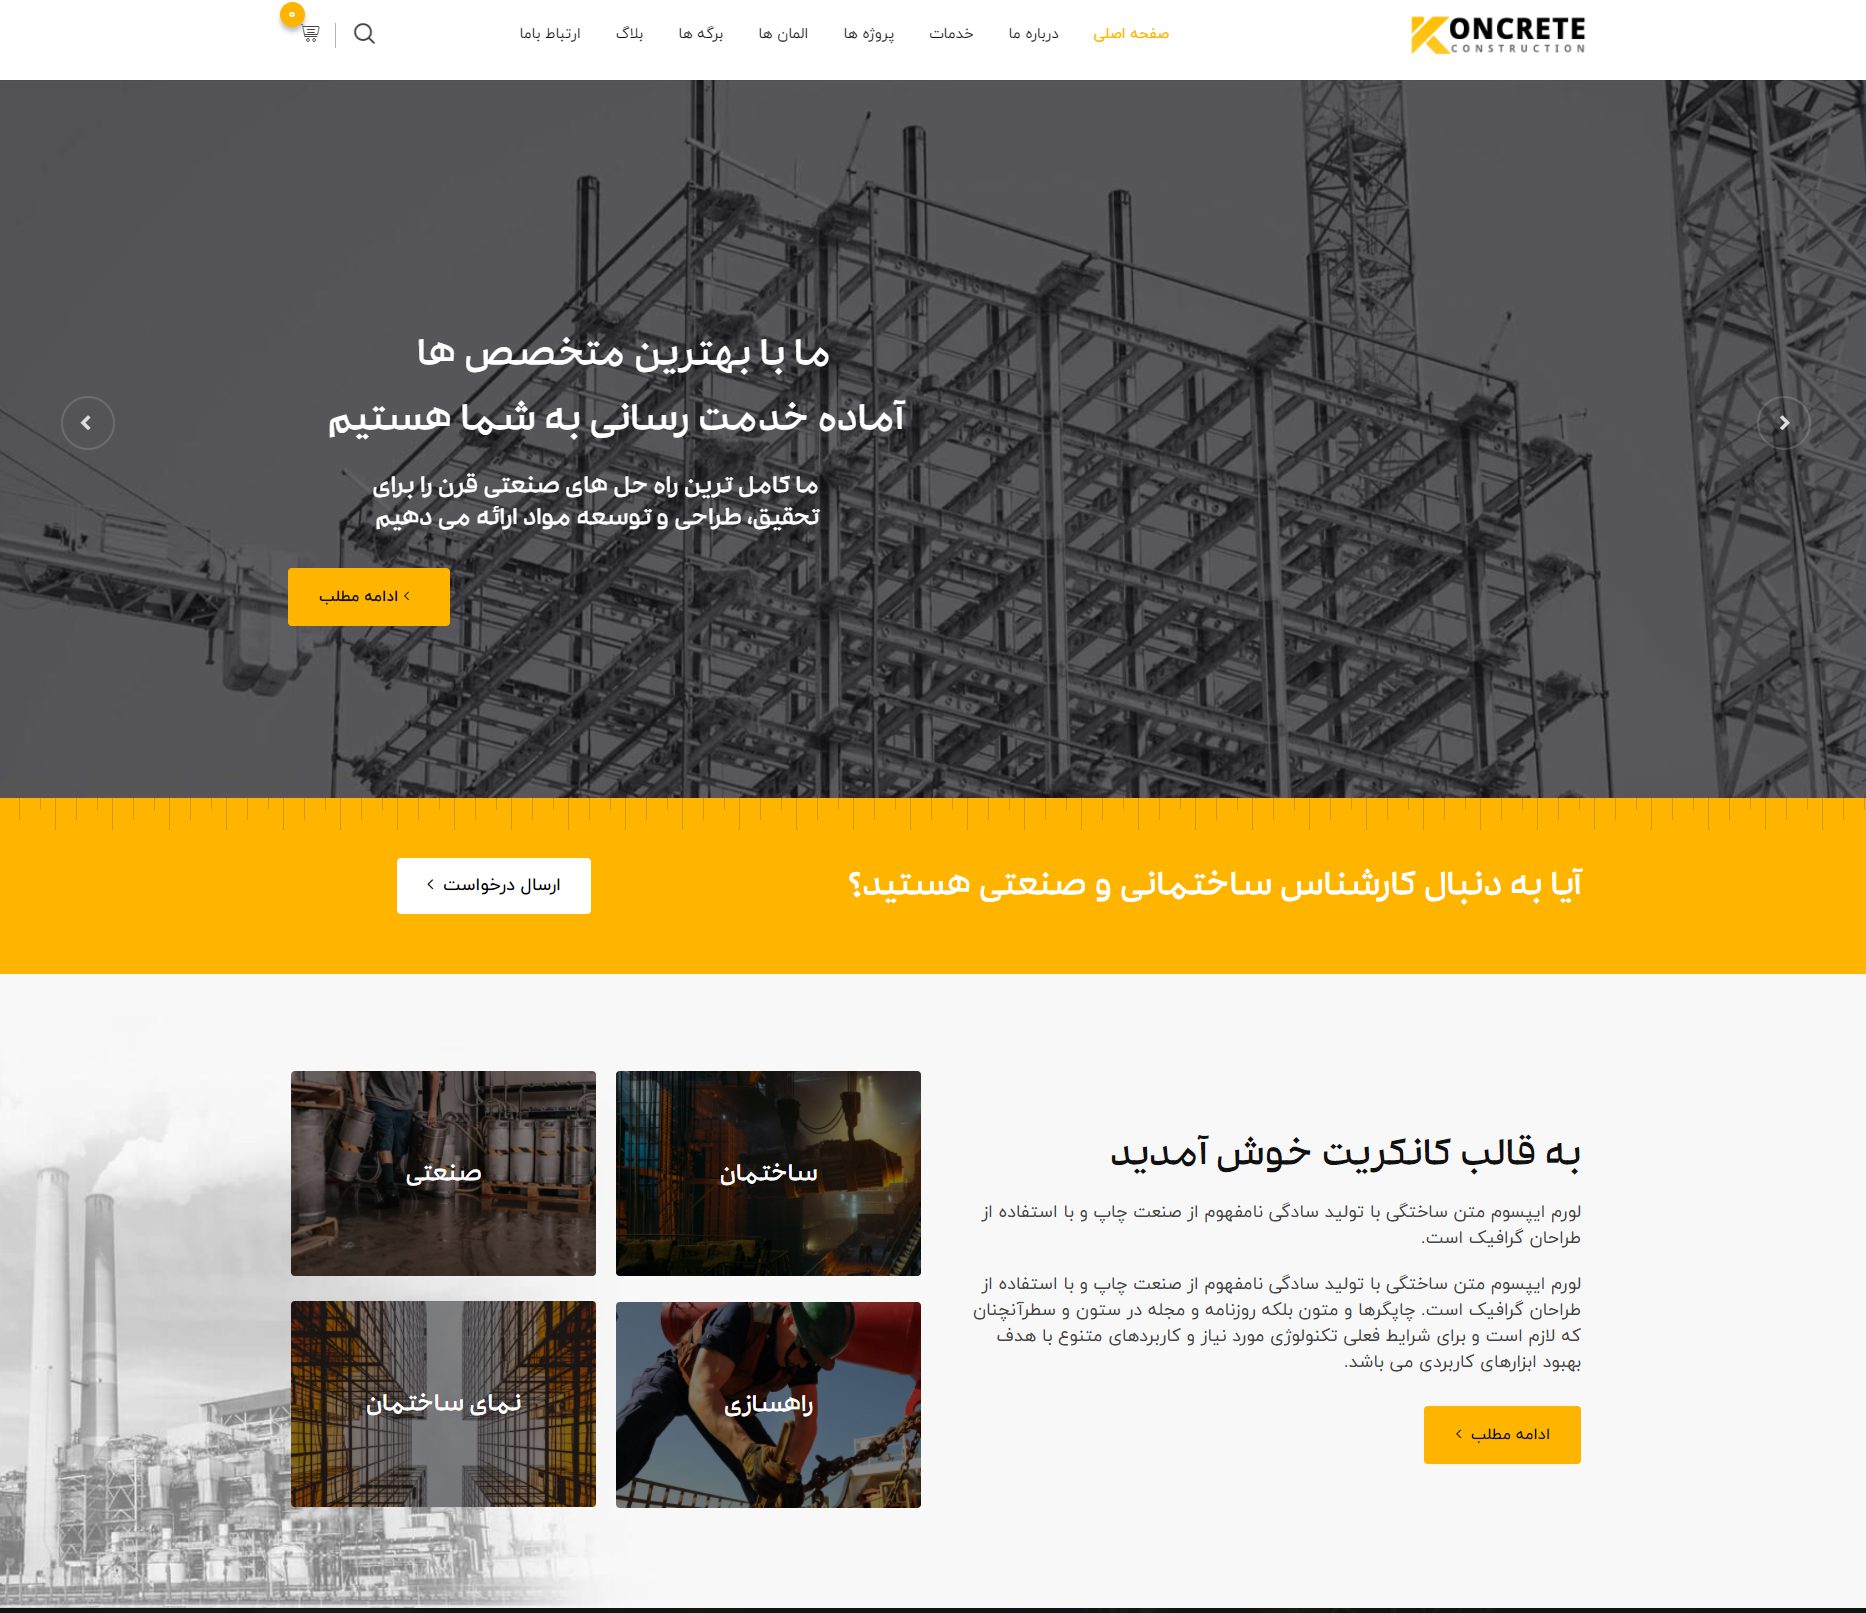 KONCRETE
CONSTRUCTION
صفحه اصلی
درباره ما
خدمات
پروژه ها
المان ها
برگه ها
بلاگ
ارتباط باما
۰
ما با بهترین متخصص ها
آماده خدمت رسانی به شما هستیم
ما کامل ترین راه حل های صنعتی قرن را برای
تحقیق، طراحی و توسعه مواد ارائه می دهیم
ادامه مطلب
آیا به دنبال کارشناس ساختمانی و صنعتی هستید؟
ارسال درخواست
به قالب کانکریت خوش آمدید
لورم ایپسوم متن ساختگی با تولید سادگی نامفهوم از صنعت چاپ و با استفاده از
طراحان گرافیک است.
لورم ایپسوم متن ساختگی با تولید سادگی نامفهوم از صنعت چاپ و با استفاده از
طراحان گرافیک است. چاپگرها و متون بلکه روزنامه و مجله در ستون و سطرآنچنان
که لازم است و برای شرایط فعلی تکنولوژی مورد نیاز و کاربردهای متنوع با هدف
بهبود ابزارهای کاربردی می باشد.
ادامه مطلب
ساختمان
صنعتی
راهسازی
نمای ساختمان